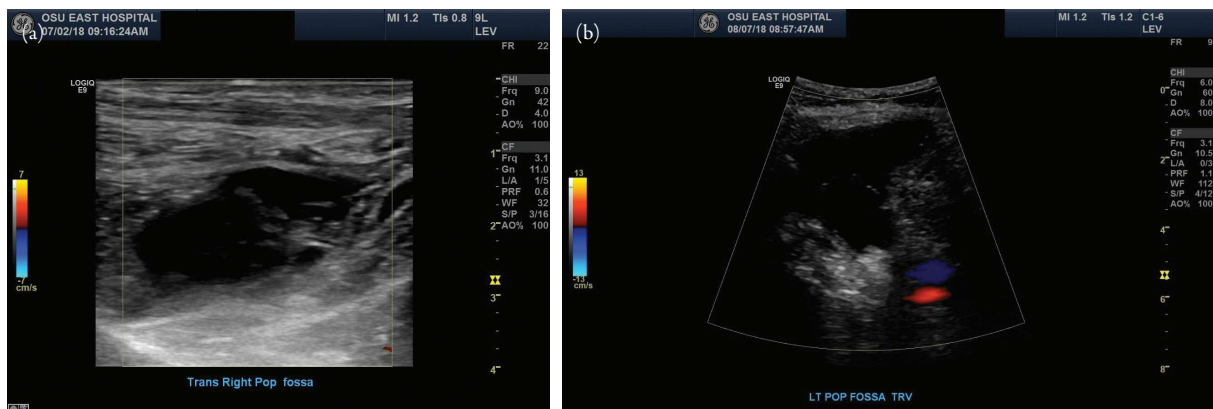 (a)
OSU EAST HOSPITAL
07/02/18 09:16:24AM
MI 1.2 TIs 0.8 9L
LEV
FR 22
LOGIQ
E9
CHI
Frq 9.0
Gn 42
D 4.0
AO% 100
CF
Frq 3.1
Gn 11.0
L/A 1/5
PRF 0.6
WF 32
S/P 3/16
AO% 100
1
2
3
4
7
-7
cm/s
Trans Right Pop fossa
(b)
OSU EAST HOSPITAL
08/07/18 08:57:47AM
MI 1.2 TIs 1.2 C1-6
LEV
FR 9
LOGIQ
E9
CHI
Frq 6.0
Gn 60
D 8.0
AO% 100
CF
Frq 3.1
Gn 10.5
L/A 0/3
PRF 1.1
WF 112
S/P 4/12
AO% 100
0
2
4
6
8
13
-13
cm/s
LT POP FOSSA TRV